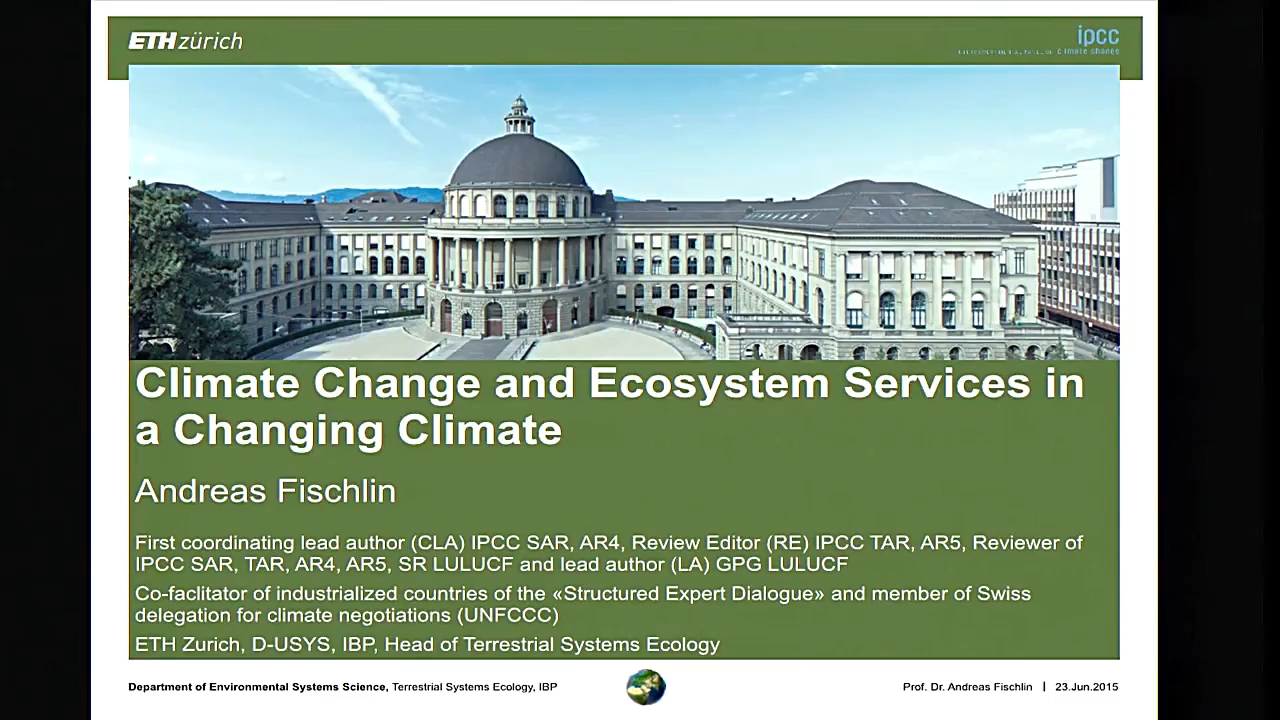 ETH zürich
ipcc
climate change
Climate Change and Ecosystem Services in
a Changing Climate
Andreas Fischlin
First coordinating lead author (CLA) IPCC SAR, AR4, Review Editor (RE) IPCC TAR, AR5, Reviewer of
IPCC SAR, TAR, AR4, AR5, SR LULUCF and lead author (LA) GPG LULUCF
Co-faclitator of industrialized countries of the «Structured Expert Dialogue» and member of Swiss
delegation for climate negotiations (UNFCCC)
ETH Zurich, D-USYS, IBP, Head of Terrestrial Systems Ecology
Department of Environmental Systems Science, Terrestrial Systems Ecology, IBP
Prof. Dr. Andreas Fischlin | 23.Jun.2015